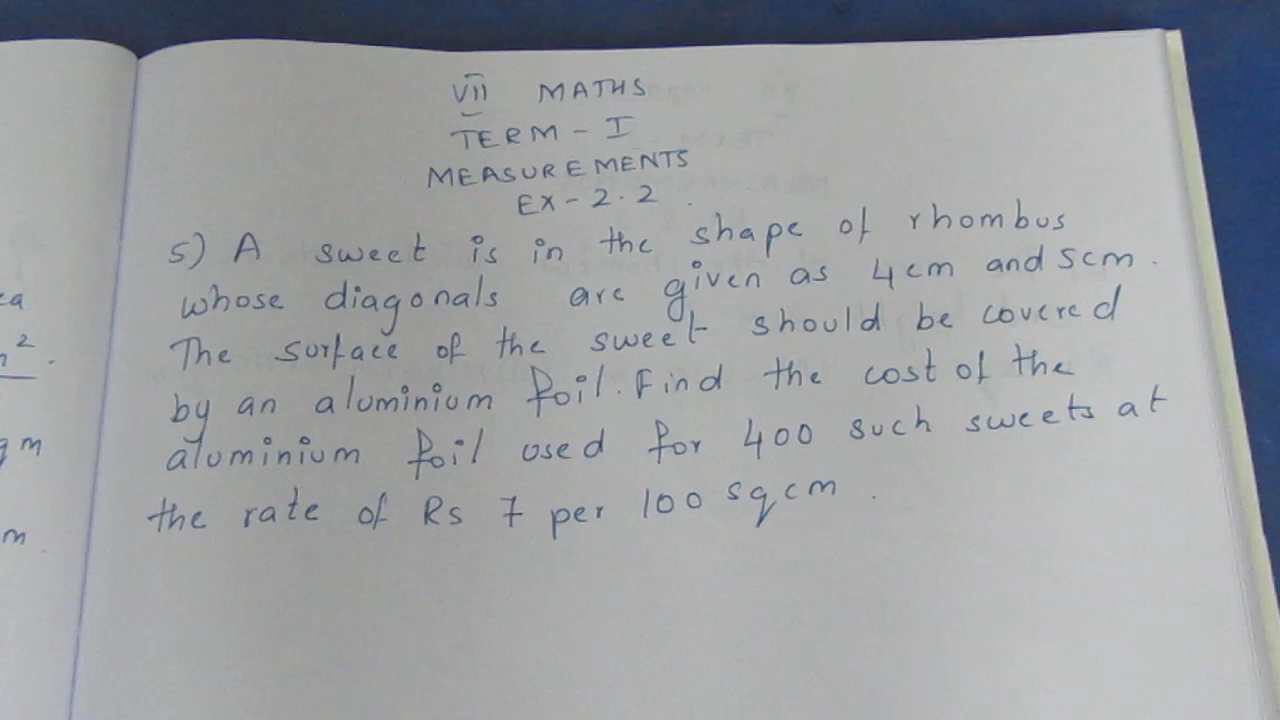 VII MATHS
TERM - I
MEASUREMENTS
EX - 2.2.
5) A sweet is in the shape of rhombus
whose diagonals are given as 4cm and 5cm.
The surface of the sweet should be covered
by an aluminium foil. Find the cost of the
aluminium foil used for 400 such sweets at
the rate of Rs 7 per 100 sqcm.
m